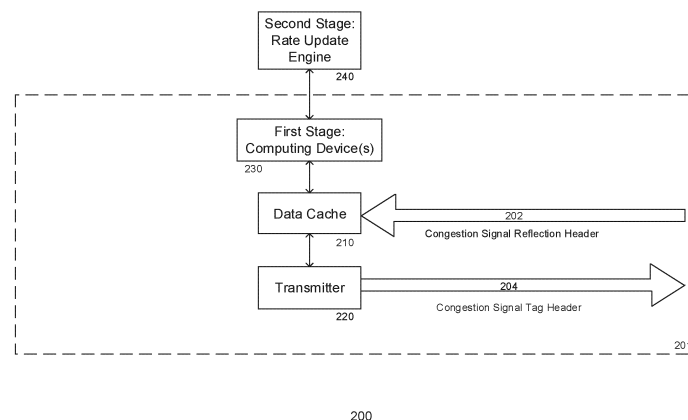 Second Stage:
Rate Update
Engine
240
First Stage:
Computing Device(s)
230
Data Cache
210
202
Congestion Signal Reflection Header
Transmitter
220
204
Congestion Signal Tag Header
201
200